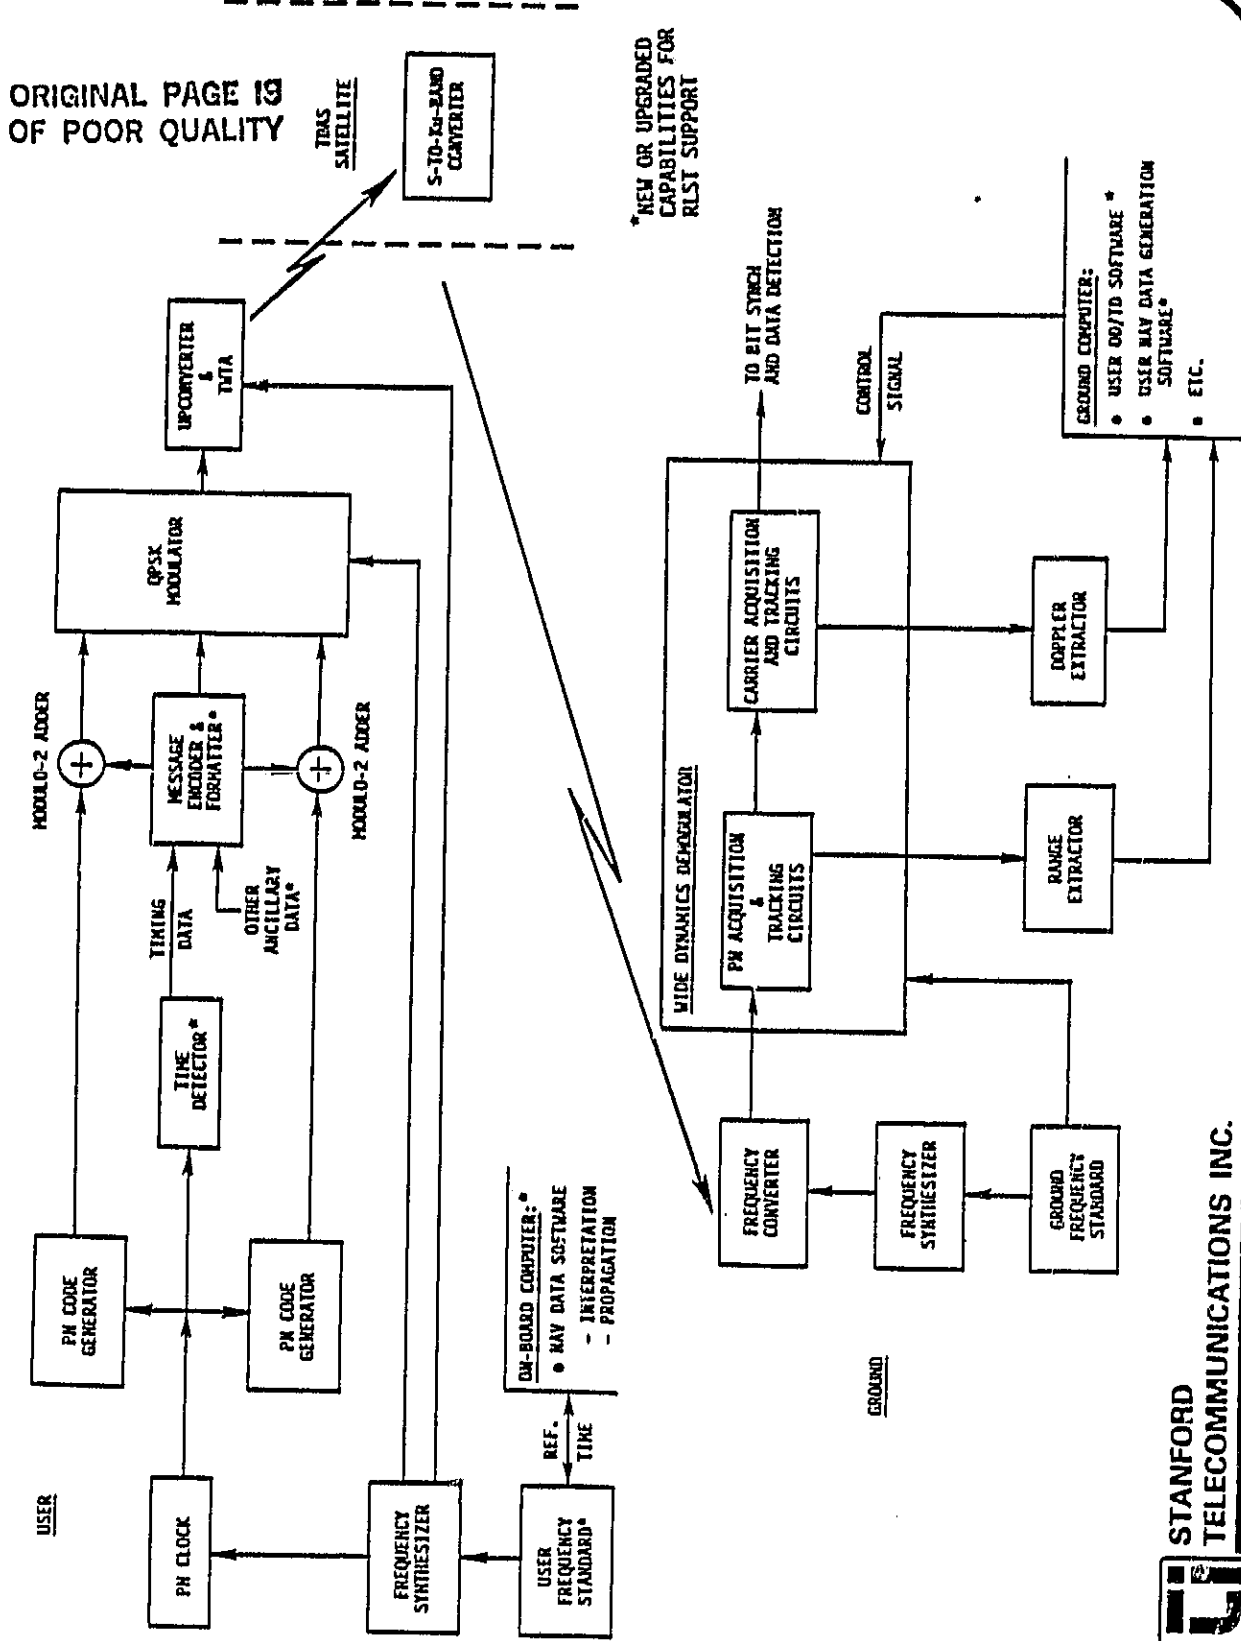 ORIGINAL PAGE IS
OF POOR QUALITY
USER
PN CLOCK
FREQUENCY
SYNTHESIZER
USER
FREQUENCY
STANDARD*
REF.
TIME
ON-BOARD COMPUTER:*
• NAV DATA SOFTWARE
- INTERPRETATION
- PROPAGATION
PN CODE
GENERATOR
PN CODE
GENERATOR
TIME
DETECTOR*
TIMING
DATA
OTHER
ANCILLARY
DATA*
MODULO-2 ADDER
MESSAGE
ENCODER &
FORMATTER*
MODULO-2 ADDER
QPSK
MODULATOR
UPCONVERTER
&
TWTA
TDAS
SATELLITE
S-TO-Ku-BAND
CONVERTER
*NEW OR UPGRADED
CAPABILITIES FOR
RLST SUPPORT
GROUND
FREQUENCY
CONVERTER
FREQUENCY
SYNTHESIZER
GROUND
FREQUENCY
STANDARD
WIDE DYNAMICS DEMODULATOR
PN ACQUISITION
&
TRACKING
CIRCUITS
CARRIER ACQUISITION
AND TRACKING
CIRCUITS
TO BIT SYNCH
AND DATA DETECTION
RANGE
EXTRACTOR
DOPPLER
EXTRACTOR
CONTROL
SIGNAL
GROUND COMPUTER:
• USER OD/TD SOFTWARE*
• USER NAV DATA GENERATION
SOFTWARE*
• ETC.
STANFORD
TELECOMMUNICATIONS INC.